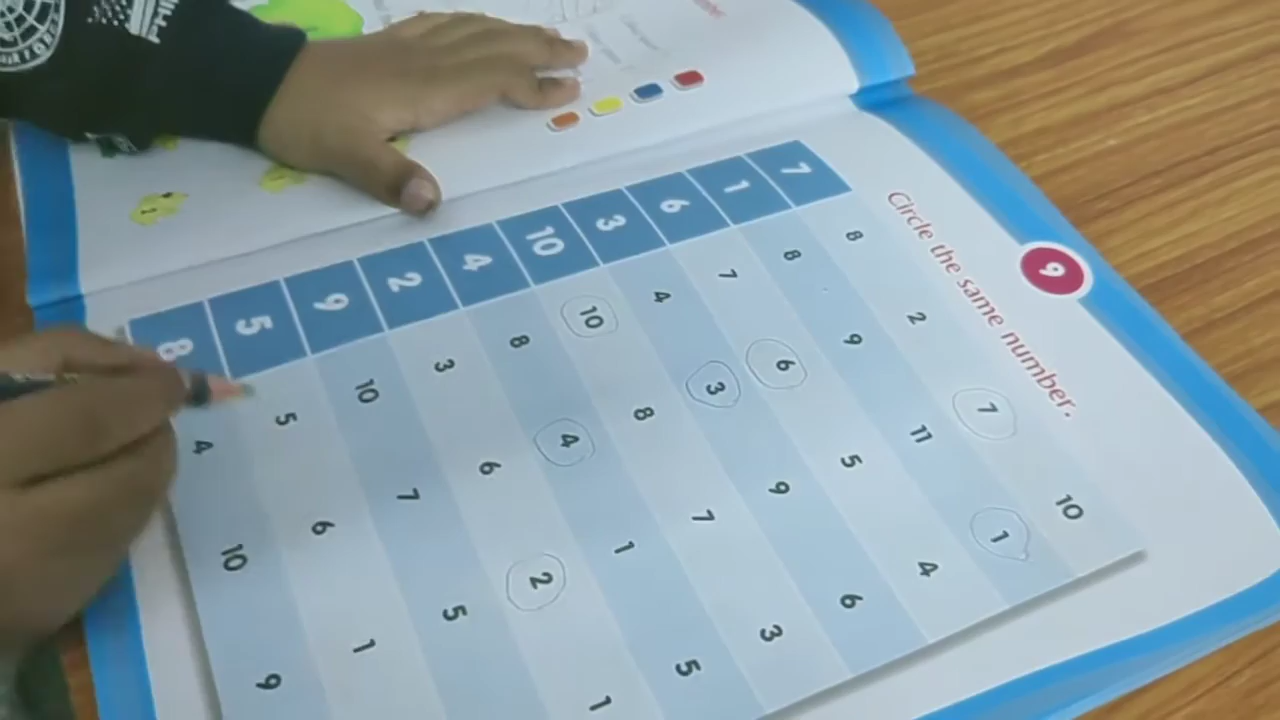 9
Circle the same number.
7 8 2 7 10
1 8 9 11 1
6 7 6 5 4
3 4 3 9 6
10 10 8 7 3
4 8 4 1 5
2 3 6 2 1
9 10 7 5
5 5 6 1
8 4 10 9